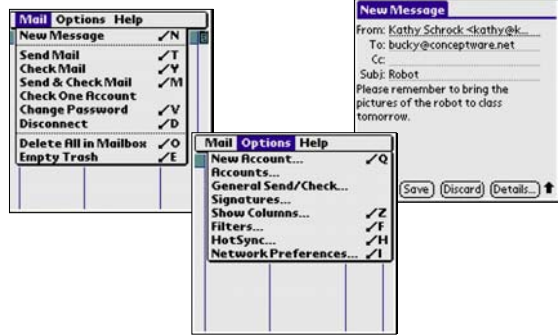 Mail Options Help
New Message ✓N
Send Mail ✓T
Check Mail ✓Y
Send & Check Mail ✓M
Check One Account
Change Password ✓V
Disconnect ✓D
Delete All in Mailbox ✓O
Empty Trash ✓E
Mail Options Help
New Account... ✓Q
Accounts...
General Send/Check...
Signatures...
Show Columns... ✓Z
Filters... ✓F
HotSync... ✓H
Network Preferences... ✓I
New Message
From: Kathy Schrock <kathy@k...
To: bucky@conceptware.net
Cc:
Subj: Robot
Please remember to bring the
pictures of the robot to class
tomorrow.
Save Discard Details...